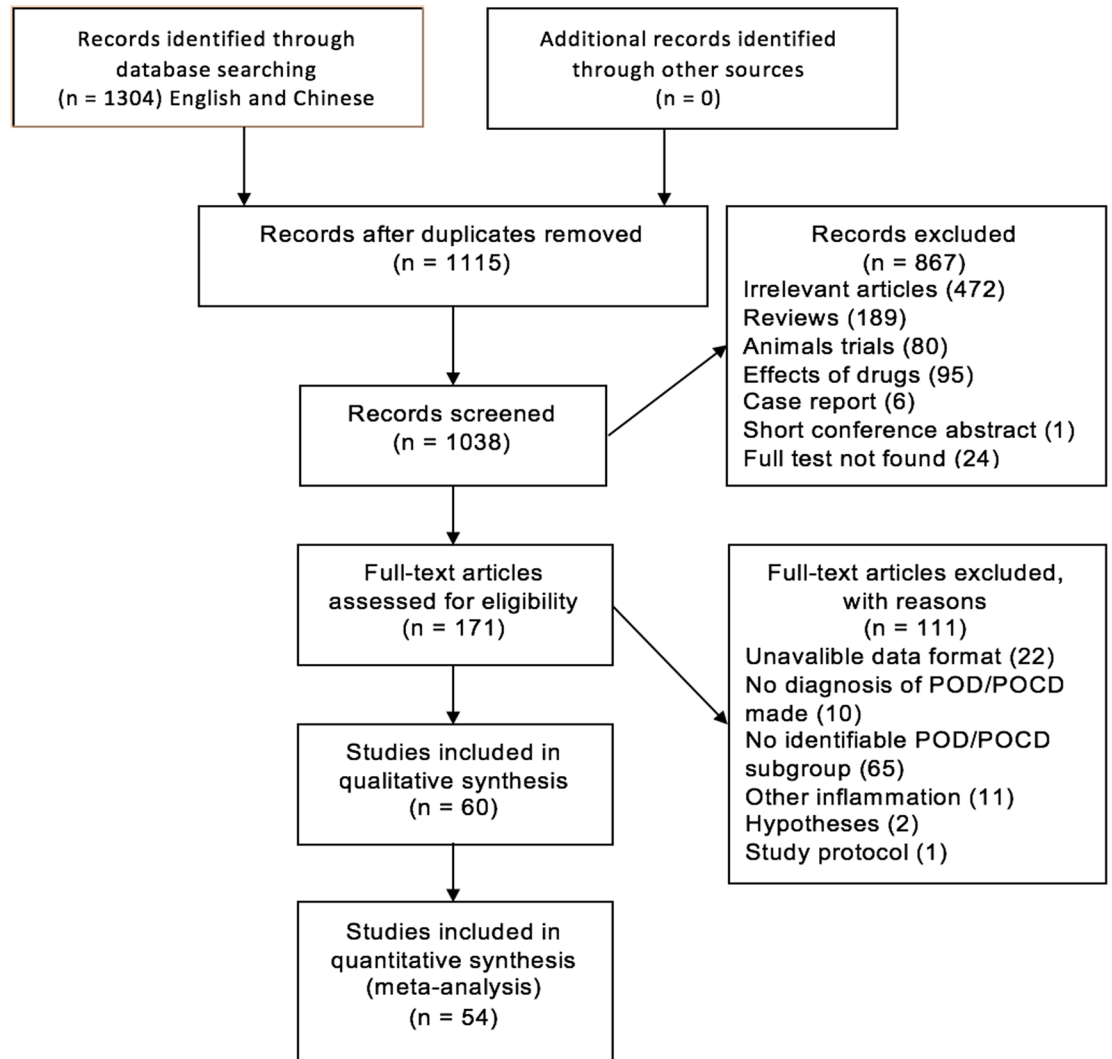 Records identified through
database searching
(n = 1304) English and Chinese
Additional records identified
through other sources
(n = 0)
Records after duplicates removed
(n = 1115)
Records excluded
(n = 867)
Irrelevant articles (472)
Reviews (189)
Animals trials (80)
Effects of drugs (95)
Case report (6)
Short conference abstract (1)
Full test not found (24)
Records screened
(n = 1038)
Full-text articles
assessed for eligibility
(n = 171)
Full-text articles excluded,
with reasons
(n = 111)
Unavalible data format (22)
No diagnosis of POD/POCD
made (10)
No identifiable POD/POCD
subgroup (65)
Other inflammation (11)
Hypotheses (2)
Study protocol (1)
Studies included in
qualitative synthesis
(n = 60)
Studies included in
quantitative synthesis
(meta-analysis)
(n = 54)